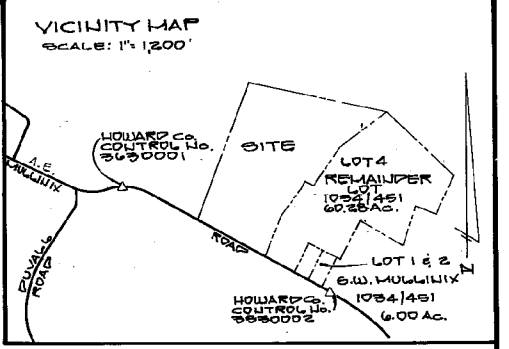 VICINITY MAP
SCALE: 1"= 1,200'
HOWARD Co.
CONTROL No.
3630001
SITE
LOT 4
REMAINDER
LOT
1034/451
60.28 Ac.
A.E.
MULLINIX
ROAD
DUVALL
ROAD
LOT 1 & 2
S.W. MULLINIX
1034/451
6.00 Ac.
HOWARD Co.
CONTROL No.
3530002
N